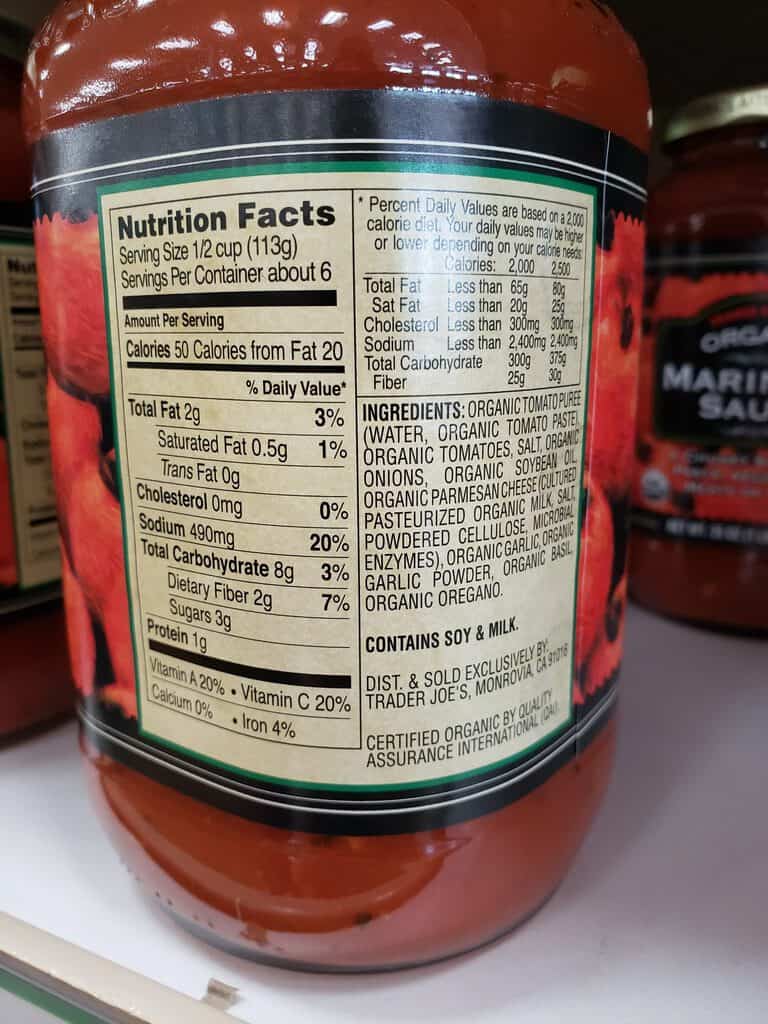 Nutrition Facts
Serving Size 1/2 cup (113g)
Servings Per Container about 6
Amount Per Serving
Calories 50 Calories from Fat 20
% Daily Value*
Total Fat 2g 3%
Saturated Fat 0.5g 1%
Trans Fat 0g
Cholesterol 0mg 0%
Sodium 490mg 20%
Total Carbohydrate 8g 3%
Dietary Fiber 2g 7%
Sugars 3g
Protein 1g
Vitamin A 20% • Vitamin C 20%
Calcium 0% • Iron 4%
* Percent Daily Values are based on a 2,000
calorie diet. Your daily values may be higher
or lower depending on your calorie needs:
Calories: 2,000 2,500
Total Fat Less than 65g 80g
Sat Fat Less than 20g 25g
Cholesterol Less than 300mg 300mg
Sodium Less than 2,400mg 2,400mg
Total Carbohydrate 300g 375g
Fiber 25g 30g
INGREDIENTS: ORGANIC TOMATO PUREE
(WATER, ORGANIC TOMATO PASTE),
ORGANIC TOMATOES, SALT, ORGANIC
ONIONS, ORGANIC SOYBEAN OIL,
ORGANIC PARMESAN CHEESE (CULTURED
PASTEURIZED ORGANIC MILK, SALT,
POWDERED CELLULOSE, MICROBIAL
ENZYMES), ORGANIC GARLIC, ORGANIC
GARLIC POWDER, ORGANIC BASIL,
ORGANIC OREGANO.
CONTAINS SOY & MILK.
DIST. & SOLD EXCLUSIVELY BY:
TRADER JOE'S, MONROVIA, CA 91016
CERTIFIED ORGANIC BY QUALITY
ASSURANCE INTERNATIONAL (QAI).
Nut
ORGA
MARIN
SAU